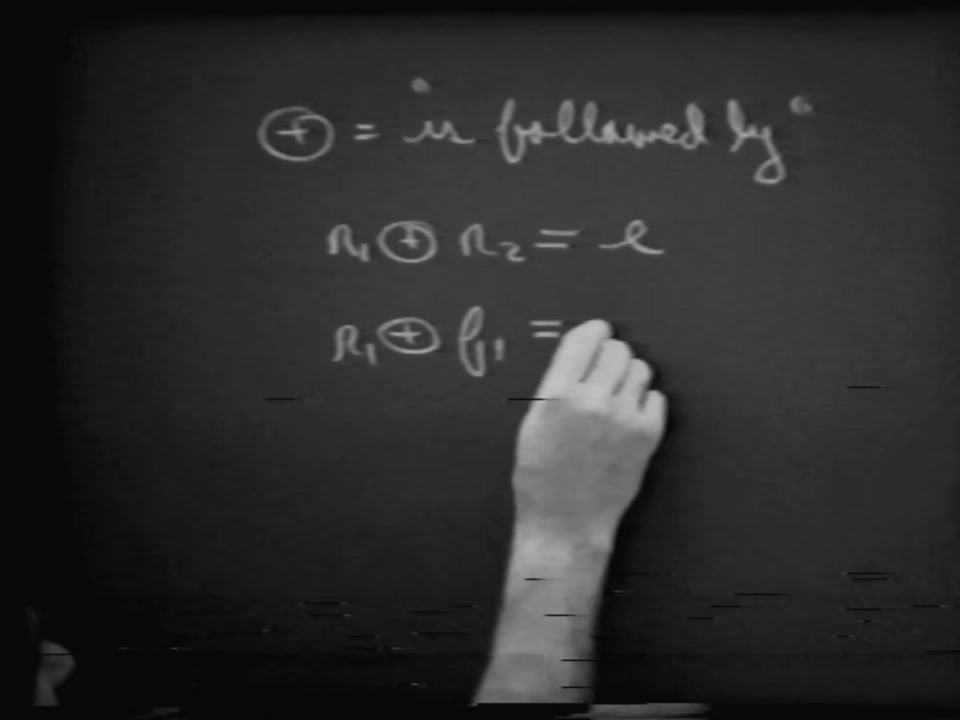 ⊕ = "is followed by"
r₁ ⊕ r₂ = e
r₁ ⊕ f₁ =